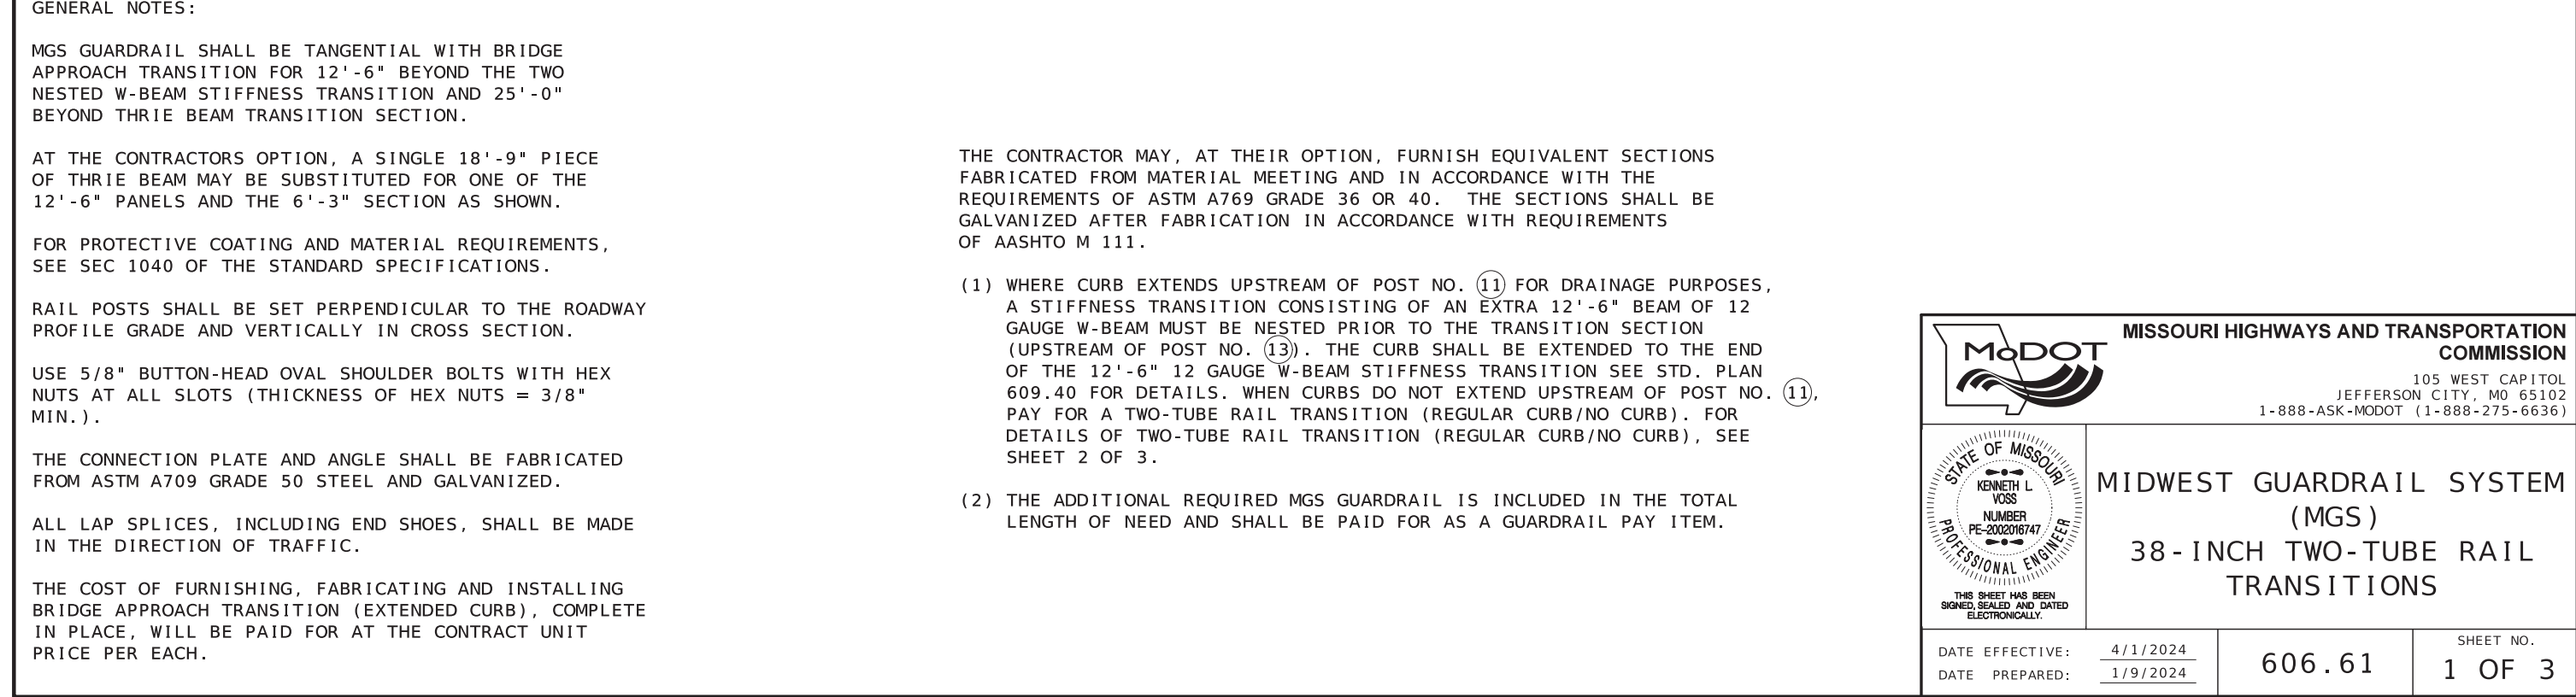 GENERAL NOTES:
MGS GUARDRAIL SHALL BE TANGENTIAL WITH BRIDGE
APPROACH TRANSITION FOR 12'-6" BEYOND THE TWO
NESTED W-BEAM STIFFNESS TRANSITION AND 25'-0"
BEYOND THRIE BEAM TRANSITION SECTION.
AT THE CONTRACTORS OPTION, A SINGLE 18'-9" PIECE
OF THRIE BEAM MAY BE SUBSTITUTED FOR ONE OF THE
12'-6" PANELS AND THE 6'-3" SECTION AS SHOWN.
FOR PROTECTIVE COATING AND MATERIAL REQUIREMENTS,
SEE SEC 1040 OF THE STANDARD SPECIFICATIONS.
RAIL POSTS SHALL BE SET PERPENDICULAR TO THE ROADWAY
PROFILE GRADE AND VERTICALLY IN CROSS SECTION.
USE 5/8" BUTTON-HEAD OVAL SHOULDER BOLTS WITH HEX
NUTS AT ALL SLOTS (THICKNESS OF HEX NUTS = 3/8"
MIN.).
THE CONNECTION PLATE AND ANGLE SHALL BE FABRICATED
FROM ASTM A709 GRADE 50 STEEL AND GALVANIZED.
ALL LAP SPLICES, INCLUDING END SHOES, SHALL BE MADE
IN THE DIRECTION OF TRAFFIC.
THE COST OF FURNISHING, FABRICATING AND INSTALLING
BRIDGE APPROACH TRANSITION (EXTENDED CURB), COMPLETE
IN PLACE, WILL BE PAID FOR AT THE CONTRACT UNIT
PRICE PER EACH.
THE CONTRACTOR MAY, AT THEIR OPTION, FURNISH EQUIVALENT SECTIONS
FABRICATED FROM MATERIAL MEETING AND IN ACCORDANCE WITH THE
REQUIREMENTS OF ASTM A769 GRADE 36 OR 40. THE SECTIONS SHALL BE
GALVANIZED AFTER FABRICATION IN ACCORDANCE WITH REQUIREMENTS
OF AASHTO M 111.
(1) WHERE CURB EXTENDS UPSTREAM OF POST NO. 11 FOR DRAINAGE PURPOSES,
A STIFFNESS TRANSITION CONSISTING OF AN EXTRA 12'-6" BEAM OF 12
GAUGE W-BEAM MUST BE NESTED PRIOR TO THE TRANSITION SECTION
(UPSTREAM OF POST NO. 13). THE CURB SHALL BE EXTENDED TO THE END
OF THE 12'-6" 12 GAUGE W-BEAM STIFFNESS TRANSITION SEE STD. PLAN
609.40 FOR DETAILS. WHEN CURBS DO NOT EXTEND UPSTREAM OF POST NO. 11,
PAY FOR A TWO-TUBE RAIL TRANSITION (REGULAR CURB/NO CURB). FOR
DETAILS OF TWO-TUBE RAIL TRANSITION (REGULAR CURB/NO CURB), SEE
SHEET 2 OF 3.
(2) THE ADDITIONAL REQUIRED MGS GUARDRAIL IS INCLUDED IN THE TOTAL
LENGTH OF NEED AND SHALL BE PAID FOR AS A GUARDRAIL PAY ITEM.
MoDOT
MISSOURI HIGHWAYS AND TRANSPORTATION
COMMISSION
105 WEST CAPITOL
JEFFERSON CITY, MO 65102
1-888-ASK-MODOT (1-888-275-6636)
STATE OF MISSOURI
KENNETH L.
VOSS
NUMBER
PE-2002016747
PROFESSIONAL ENGINEER
THIS SHEET HAS BEEN
SIGNED, SEALED AND DATED
ELECTRONICALLY.
MIDWEST GUARDRAIL SYSTEM
(MGS)
38-INCH TWO-TUBE RAIL
TRANSITIONS
DATE EFFECTIVE: 4/1/2024
DATE PREPARED: 1/9/2024
606.61
SHEET NO.
1 OF 3